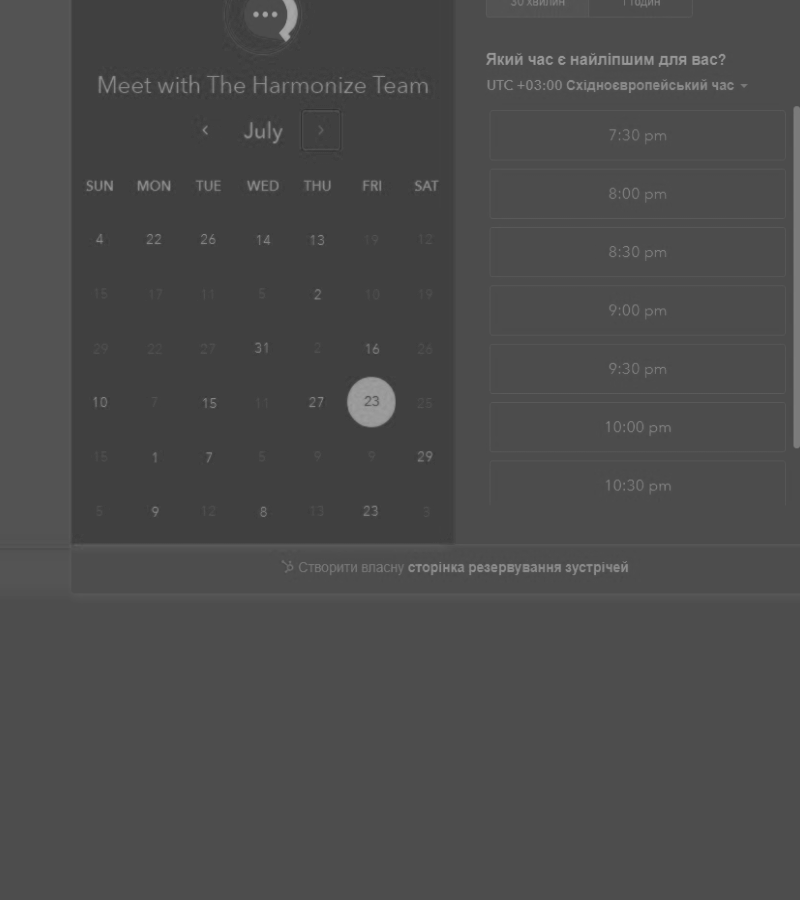 30 хвилин 1 годин
Meet with The Harmonize Team
July
SUN MON TUE WED THU FRI SAT
4 22 26 14 13 19 12
15 17 11 5 2 10 19
29 22 27 31 2 16 26
10 7 15 11 27 23 25
15 1 7 5 9 9 29
5 9 12 8 13 23 3
Який час є найліпшим для вас?
UTC +03:00 Східноєвропейський час
7:30 pm
8:00 pm
8:30 pm
9:00 pm
9:30 pm
10:00 pm
10:30 pm
Створити власну сторінка резервування зустрічей